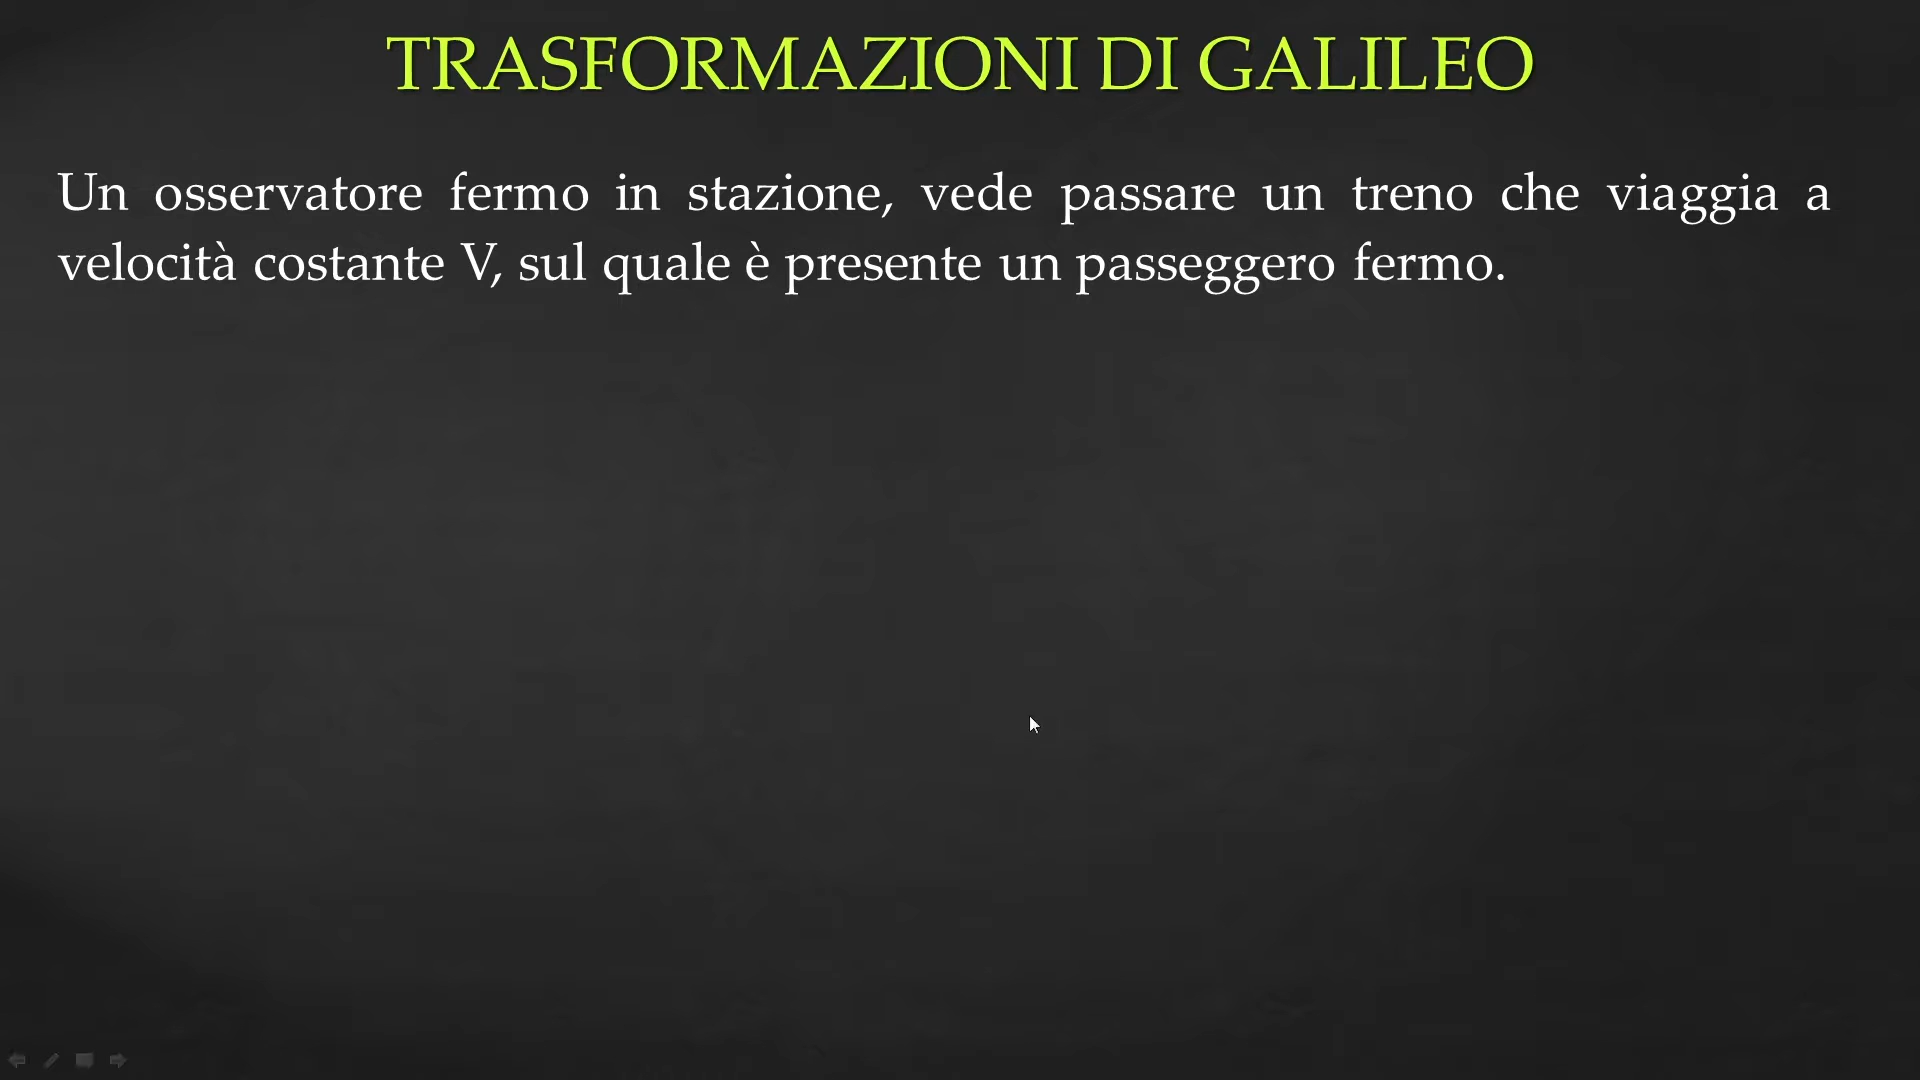 TRASFORMAZIONI DI GALILEO
Un osservatore fermo in stazione, vede passare un treno che viaggia a
velocità costante V, sul quale è presente un passeggero fermo.